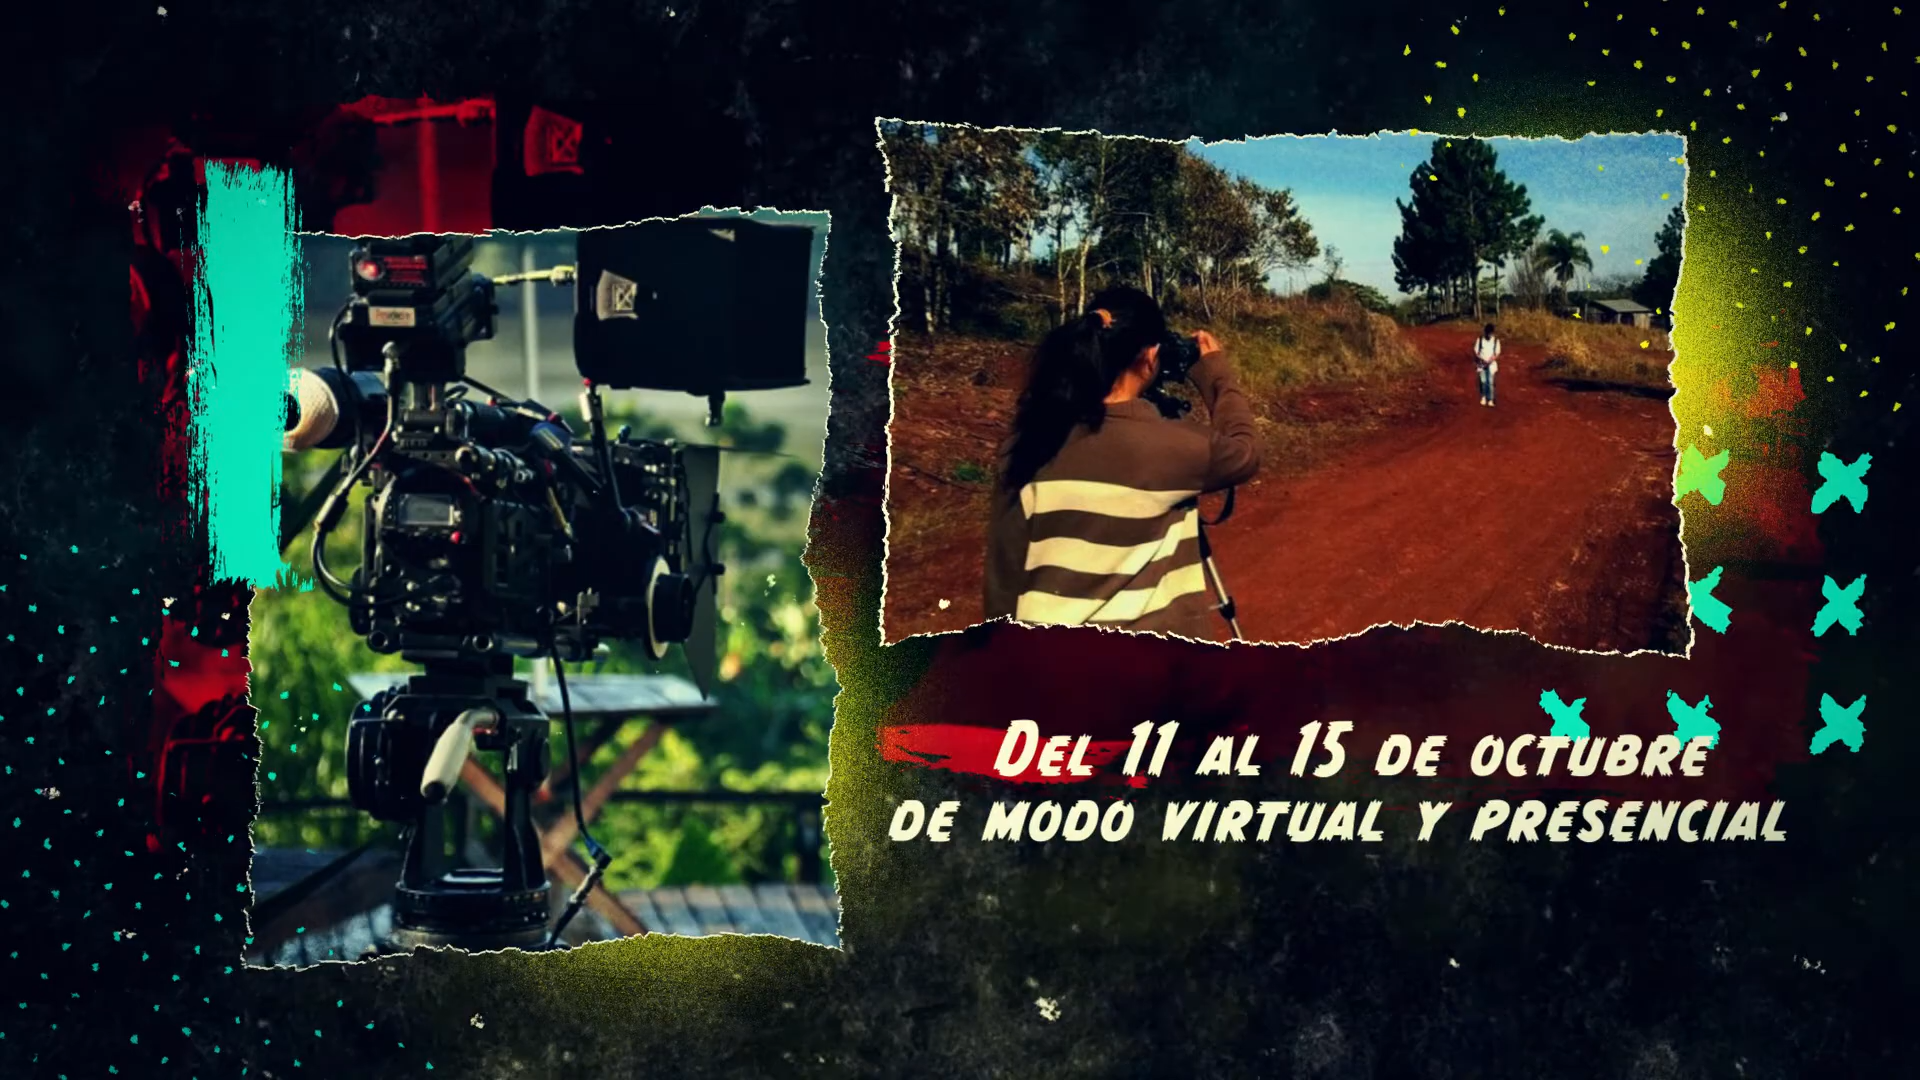 Del 11 al 15 de octubre
de modo virtual y presencial